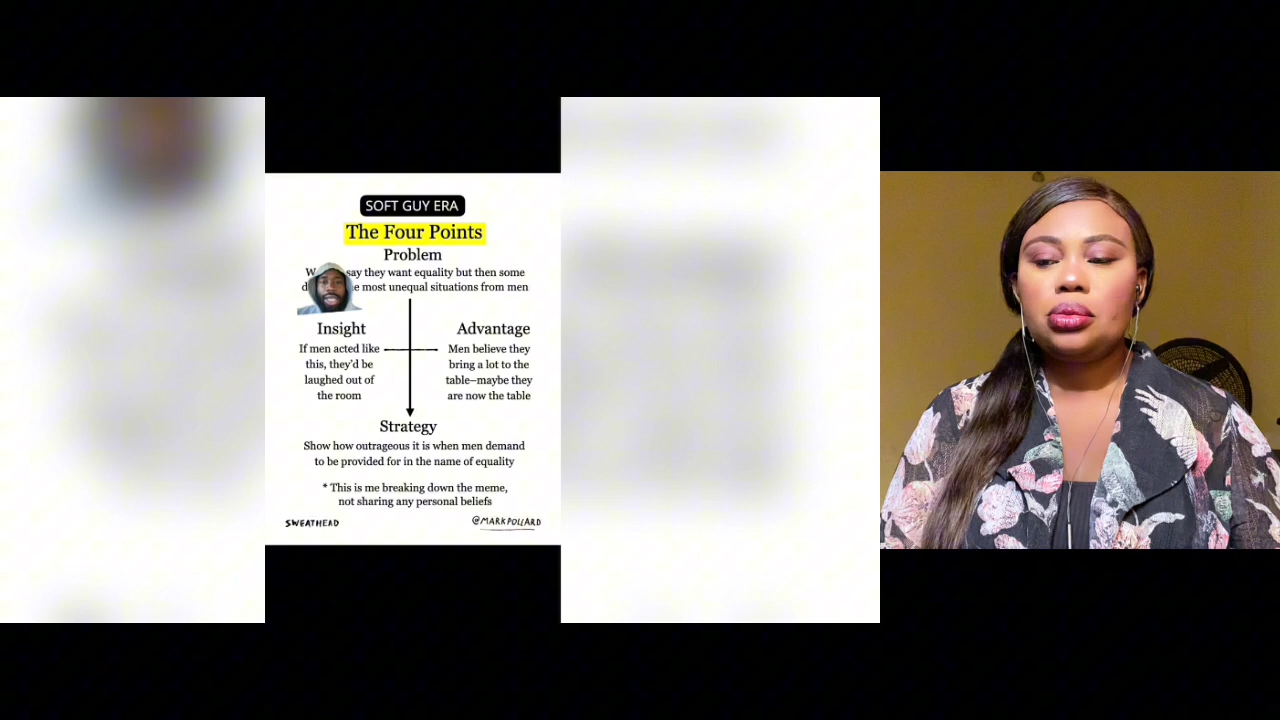 SOFT GUY ERA
The Four Points
Problem
say they want equality but then some
most unequal situations from men
Insight
If men acted like
this, they'd be
laughed out of
the room
Advantage
Men believe they
bring a lot to the
table—maybe they
are now the table
Strategy
Show how outrageous it is when men demand
to be provided for in the name of equality
* This is me breaking down the meme,
not sharing any personal beliefs
SWEATHEAD
@MARKPOLLARD